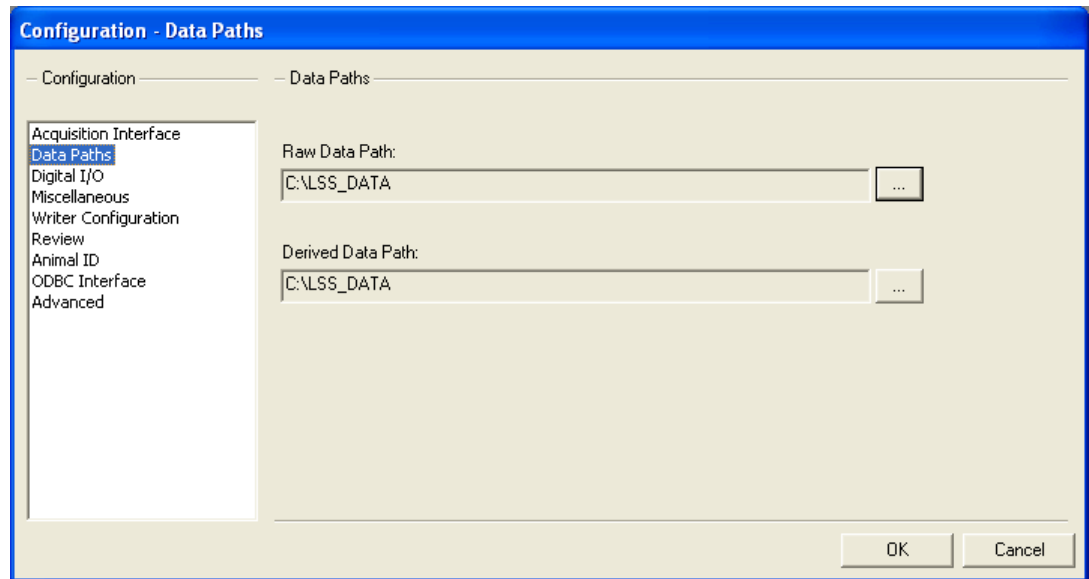 Configuration - Data Paths
Configuration
Acquisition Interface
Data Paths
Digital I/O
Miscellaneous
Writer Configuration
Review
Animal ID
ODBC Interface
Advanced
Data Paths
Raw Data Path:
C:\LSS_DATA
...
Derived Data Path:
C:\LSS_DATA
...
OK
Cancel